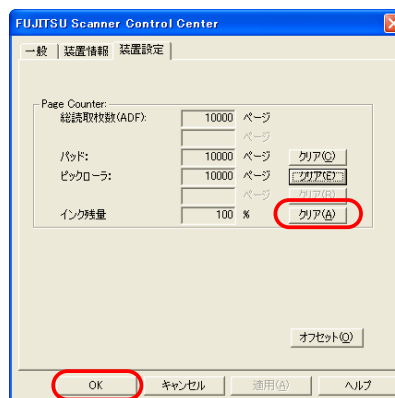 FUJITSU Scanner Control Center
一般 装置情報 装置設定
Page Counter:
総読取枚数(ADF): 10000 ページ
ページ
パッド: 10000 ページ クリア(C)
ピックローラ: 10000 ページ クリア(E)
ページ クリア(R)
インク残量 100 % クリア(A)
オフセット(O)
OK キャンセル 適用(A) ヘルプ